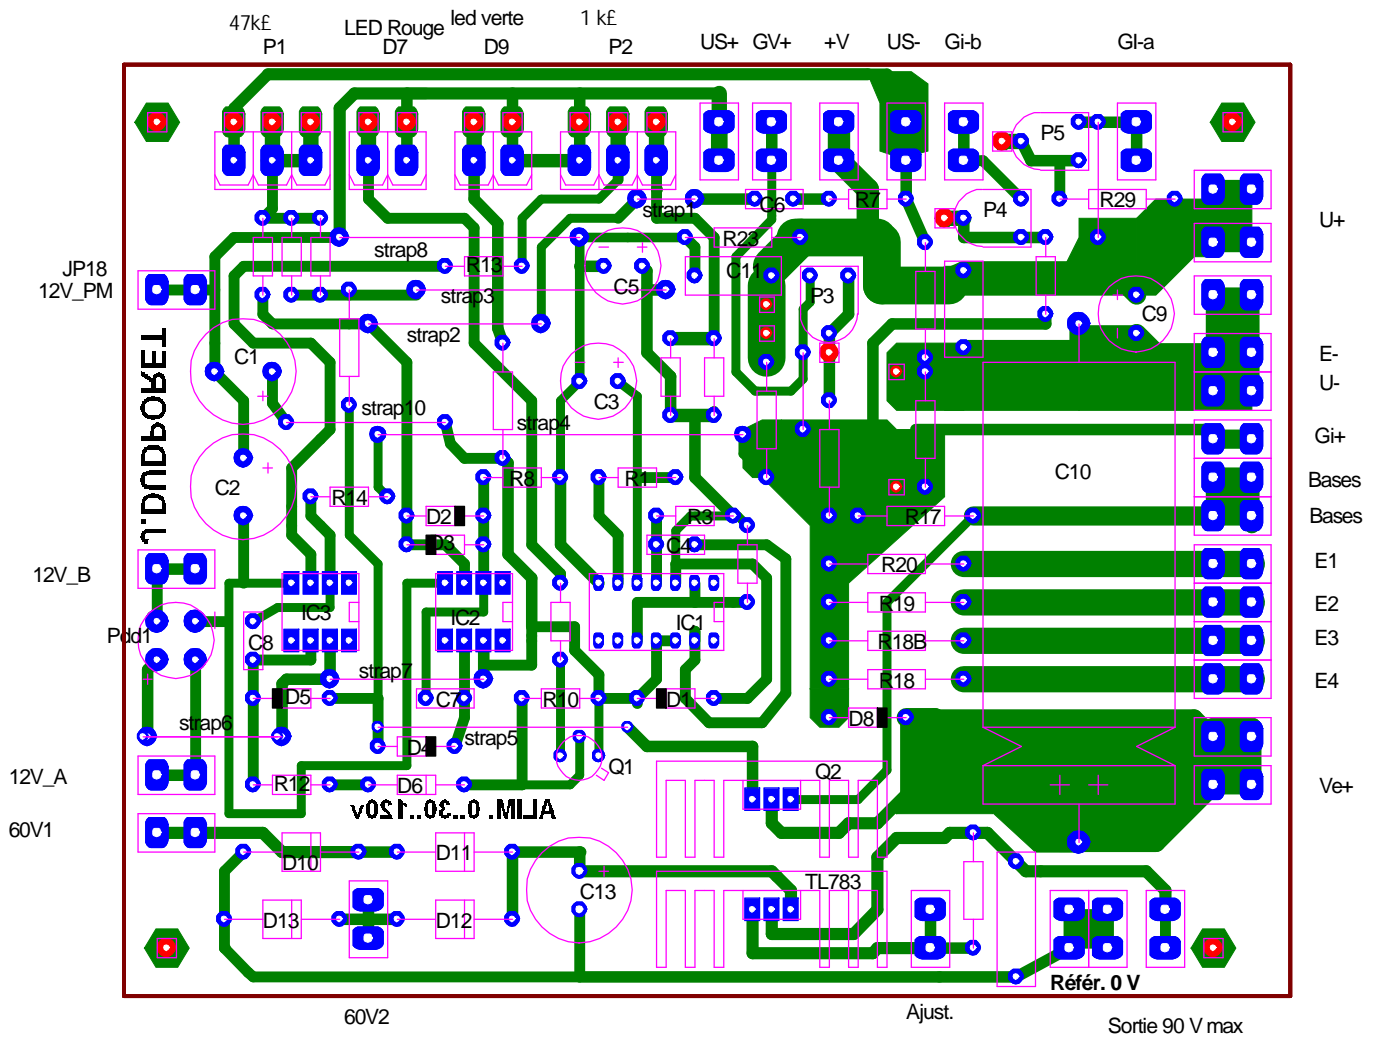 47k£
LED Rouge
led verte
1 k£
P1
D7
D9
P2
US+
GV+
+V
US-
Gi-b
GI-a
P5
strap1
C6
R7
P4
R29
U+
strap8
R23
JP18
12V_PM
R13
C5
C11
strap3
P3
C9
strap2
J.DUDPORET
C1
E-
U-
C3
strap10
strap4
Gi+
C2
R14
R8
R1
C10
Bases
D2
R3
R17
Bases
D3
C4
12V_B
R20
E1
IC3
IC2
IC1
R19
E2
Pdd1
C8
R18B
E3
strap7
R18
E4
D5
C7
R10
D1
D8
strap6
D4
strap5
Q1
Q2
12V_A
R12
D6
Ve+
ALIM. 0..30..120v
60V1
D10
D11
C13
TL783
D13
D12
Référ. 0 V
60V2
Ajust.
Sortie 90 V max